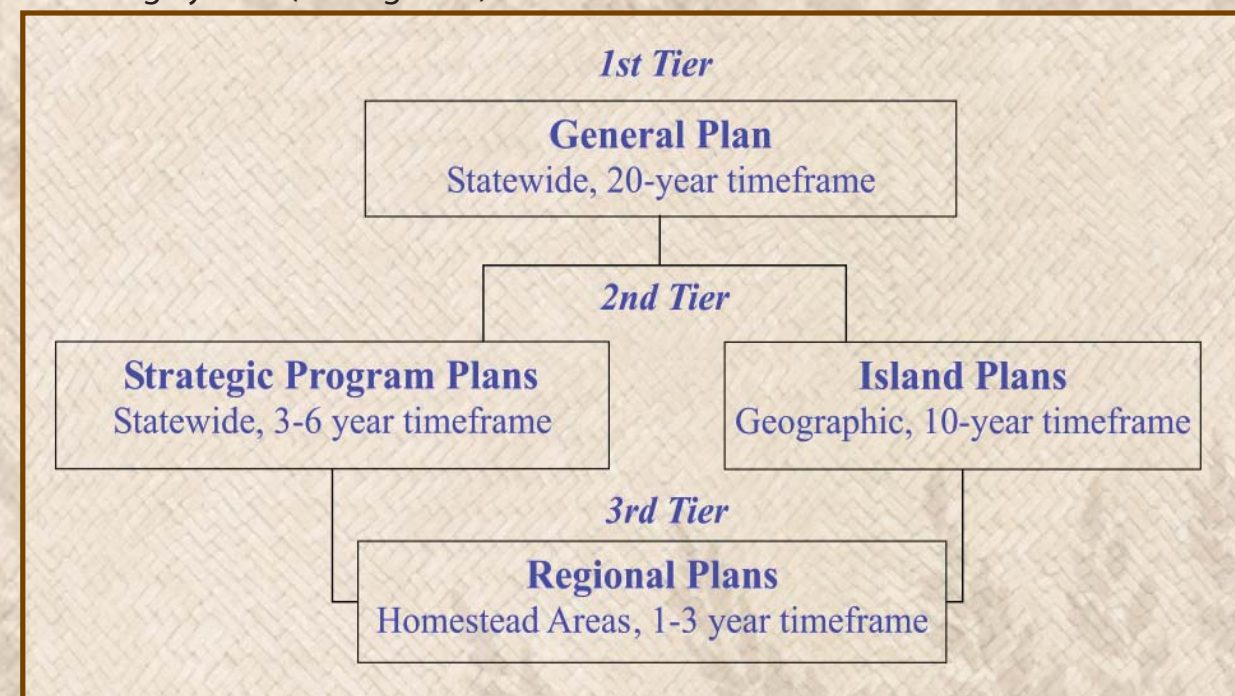 1st Tier
General Plan
Statewide, 20-year timeframe
2nd Tier
Strategic Program Plans
Statewide, 3-6 year timeframe
Island Plans
Geographic, 10-year timeframe
3rd Tier
Regional Plans
Homestead Areas, 1-3 year timeframe